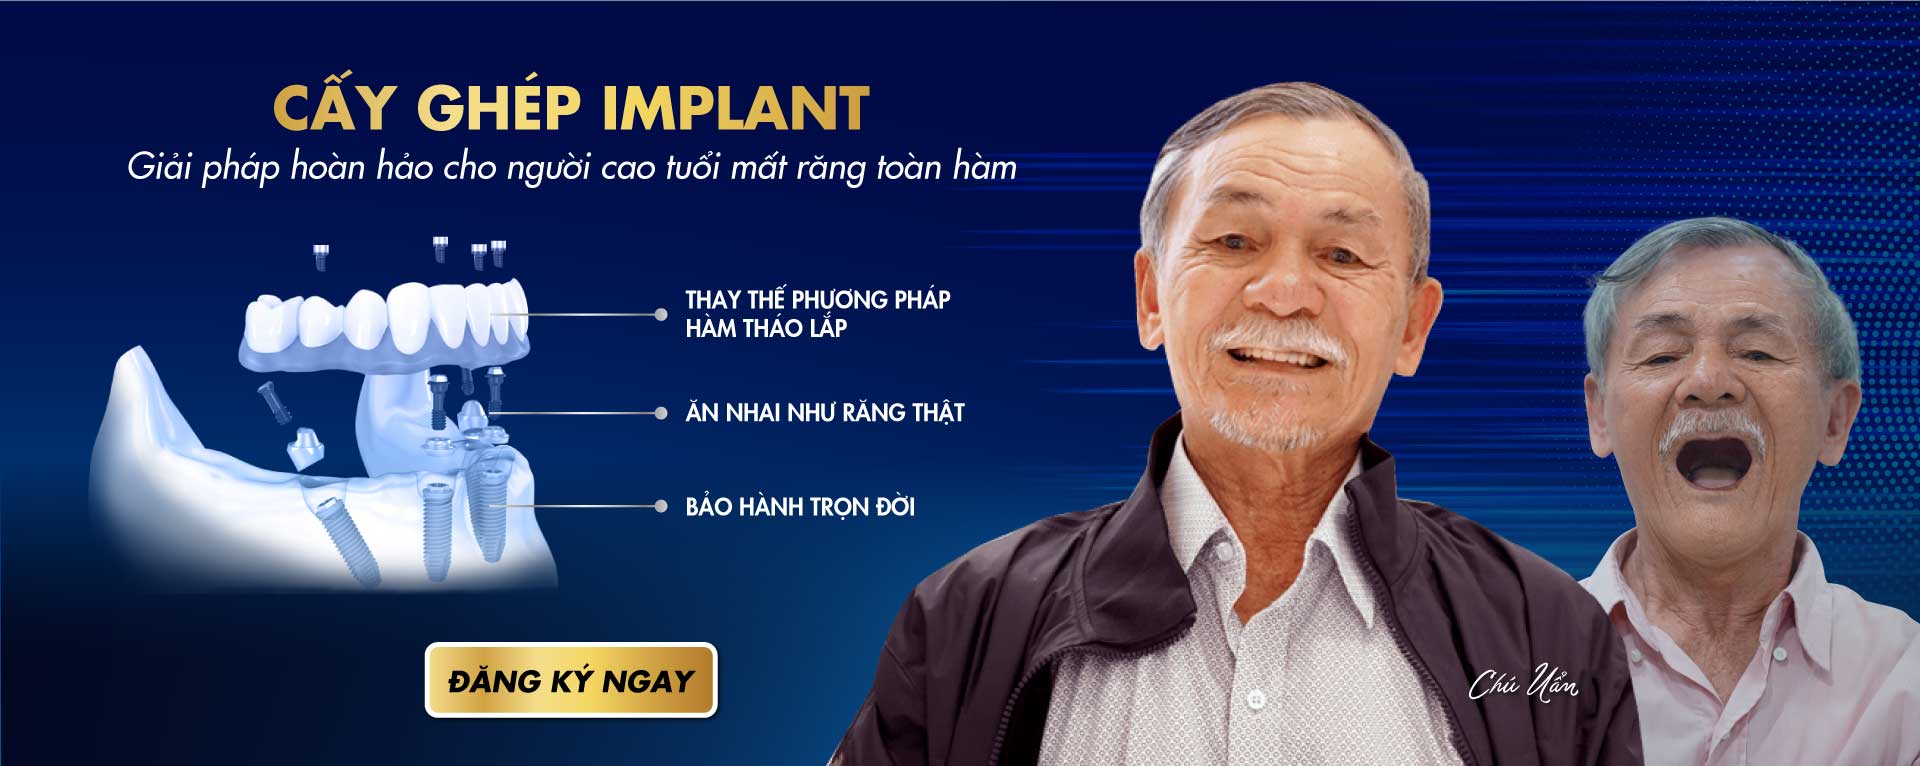 CẤY GHÉP IMPLANT
Giải pháp hoàn hảo cho người cao tuổi mất răng toàn hàm
THAY THẾ PHƯƠNG PHÁP
HÀM THÁO LẮP
ĂN NHAI NHƯ RĂNG THẬT
BẢO HÀNH TRỌN ĐỜI
ĐĂNG KÝ NGAY
Chú Uẩn